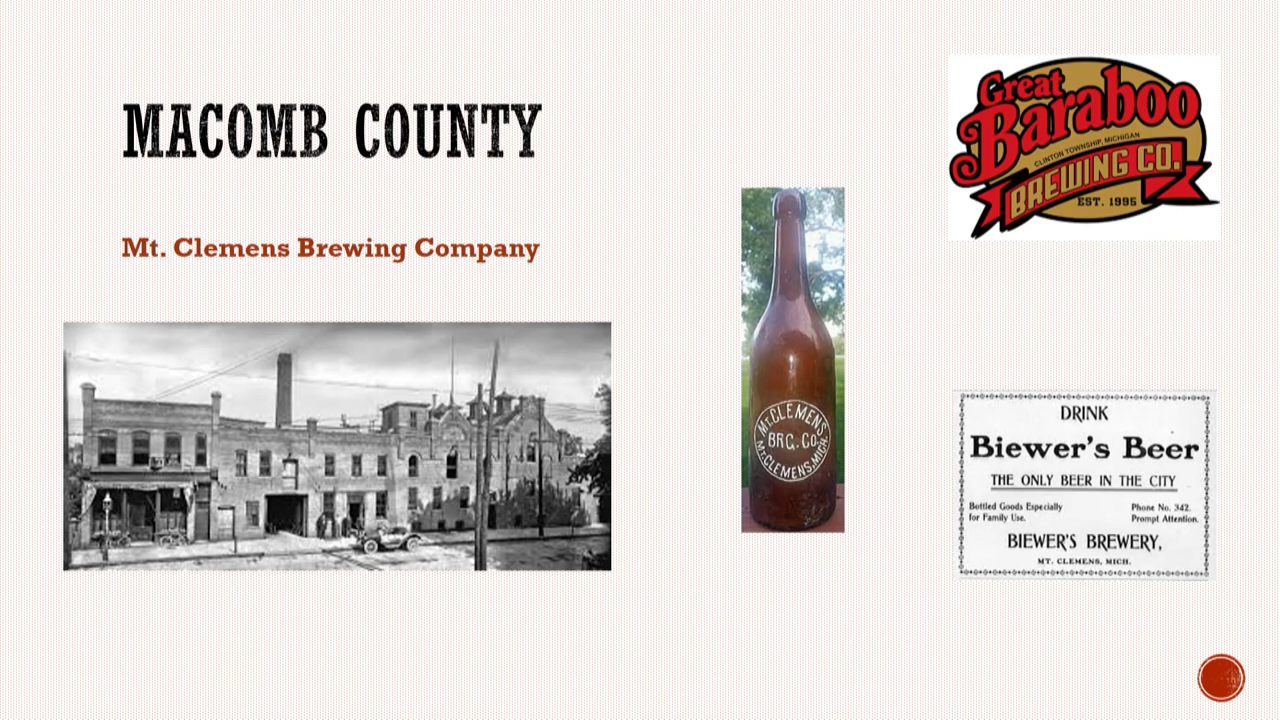 MACOMB COUNTY
Mt. Clemens Brewing Company
Great
Baraboo
CLINTON TOWNSHIP, MICHIGAN
BREWING CO.
EST. 1995
MT. CLEMENS
BRG. CO.
MT. CLEMENS, MICH.
DRINK
Biewer's Beer
THE ONLY BEER IN THE CITY
Bottled Goods Especially
for Family Use.
Phone No. 342.
Prompt Attention.
BIEWER'S BREWERY,
MT. CLEMENS, MICH.